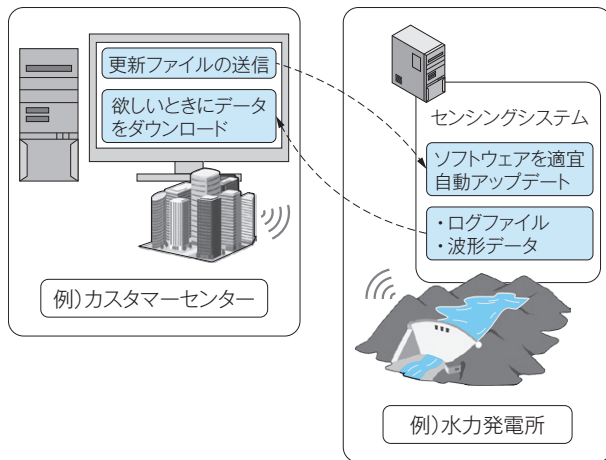 更新ファイルの送信
欲しいときにデータ
をダウンロード
例)カスタマーセンター
センシングシステム
ソフトウェアを適宜
自動アップデート
・ログファイル
・波形データ
例)水力発電所